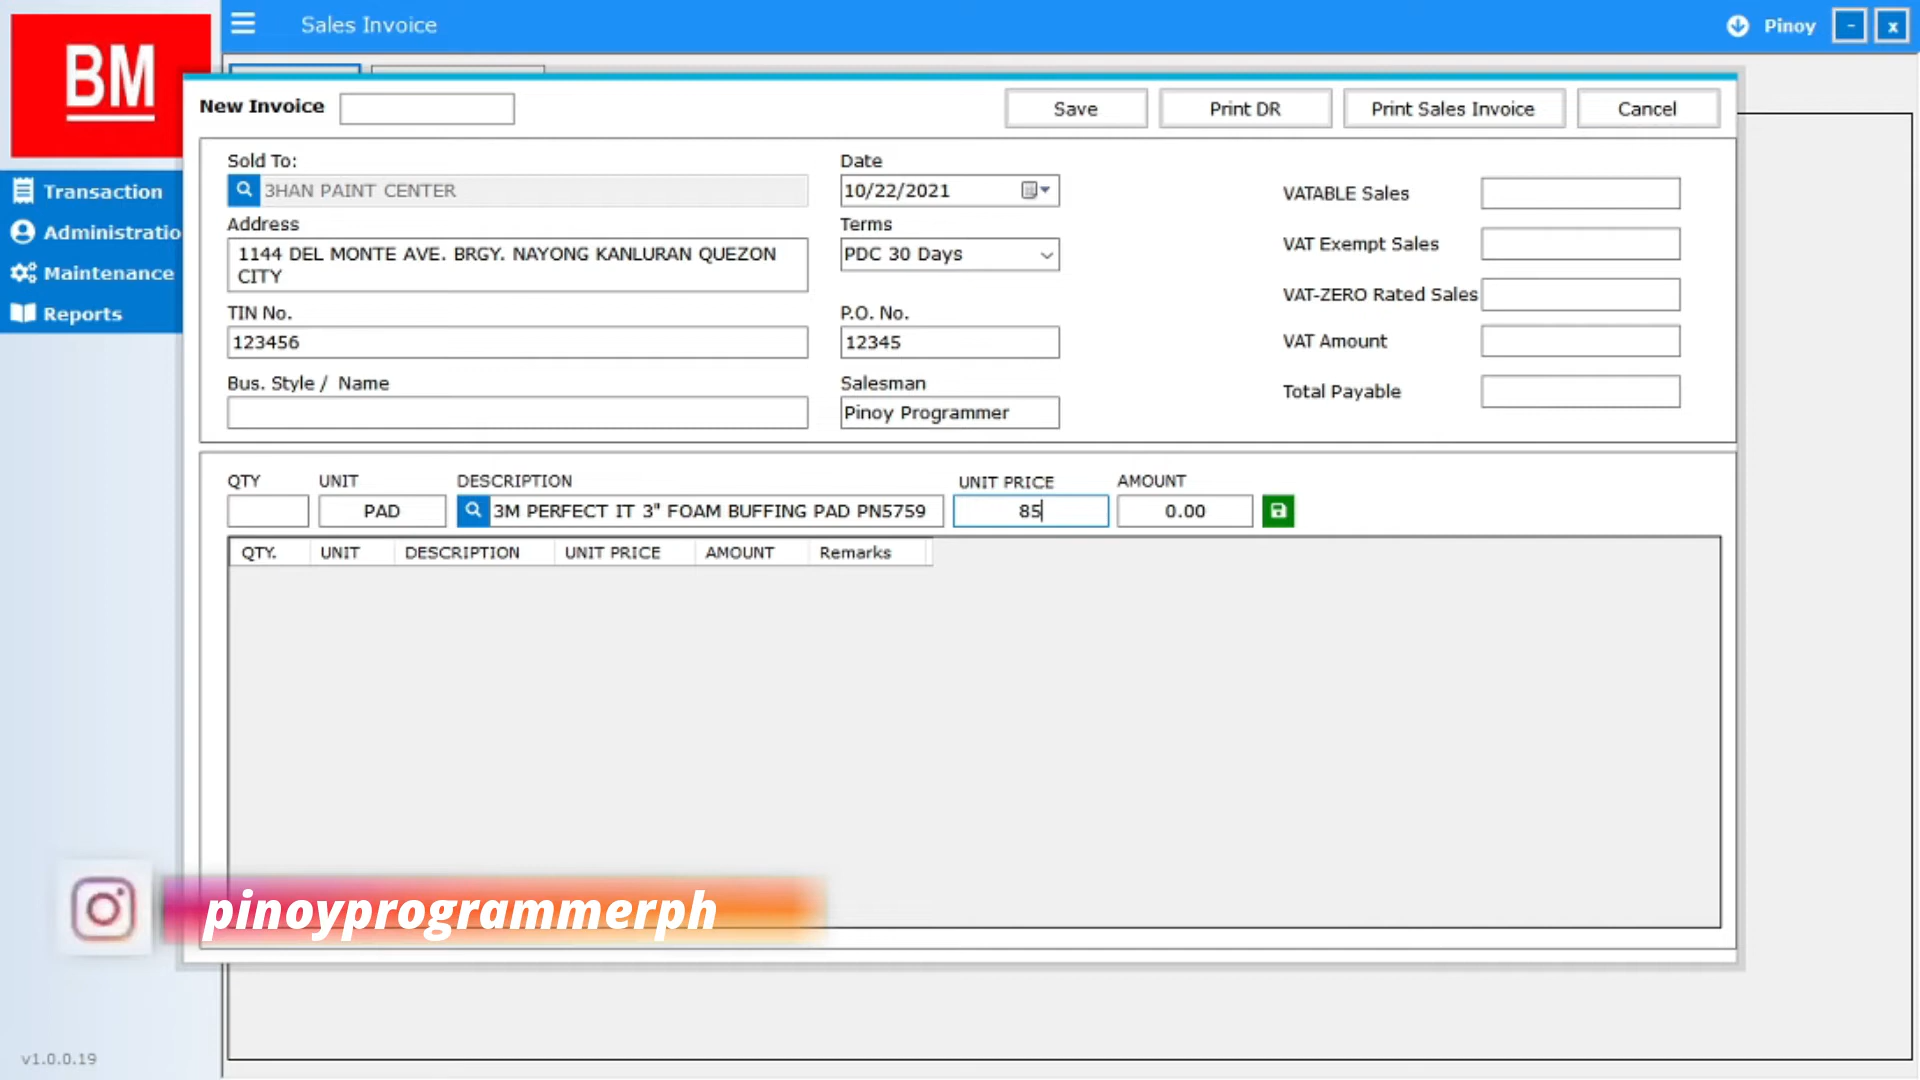 BM
Sales Invoice
Pinoy
-
x
New Invoice
Save
Print DR
Print Sales Invoice
Cancel
Transaction
Administratio
Maintenance
Reports
Sold To:
3HAN PAINT CENTER
Address
1144 DEL MONTE AVE. BRGY. NAYONG KANLURAN QUEZON
CITY
TIN No.
123456
Bus. Style / Name
Date
10/22/2021
Terms
PDC 30 Days
P.O. No.
12345
Salesman
Pinoy Programmer
VATABLE Sales
VAT Exempt Sales
VAT-ZERO Rated Sales
VAT Amount
Total Payable
QTY
UNIT
DESCRIPTION
UNIT PRICE
AMOUNT
PAD
3M PERFECT IT 3" FOAM BUFFING PAD PN5759
85
0.00
QTY.
UNIT
DESCRIPTION
UNIT PRICE
AMOUNT
Remarks
pinoyprogrammerph
v1.0.0.19